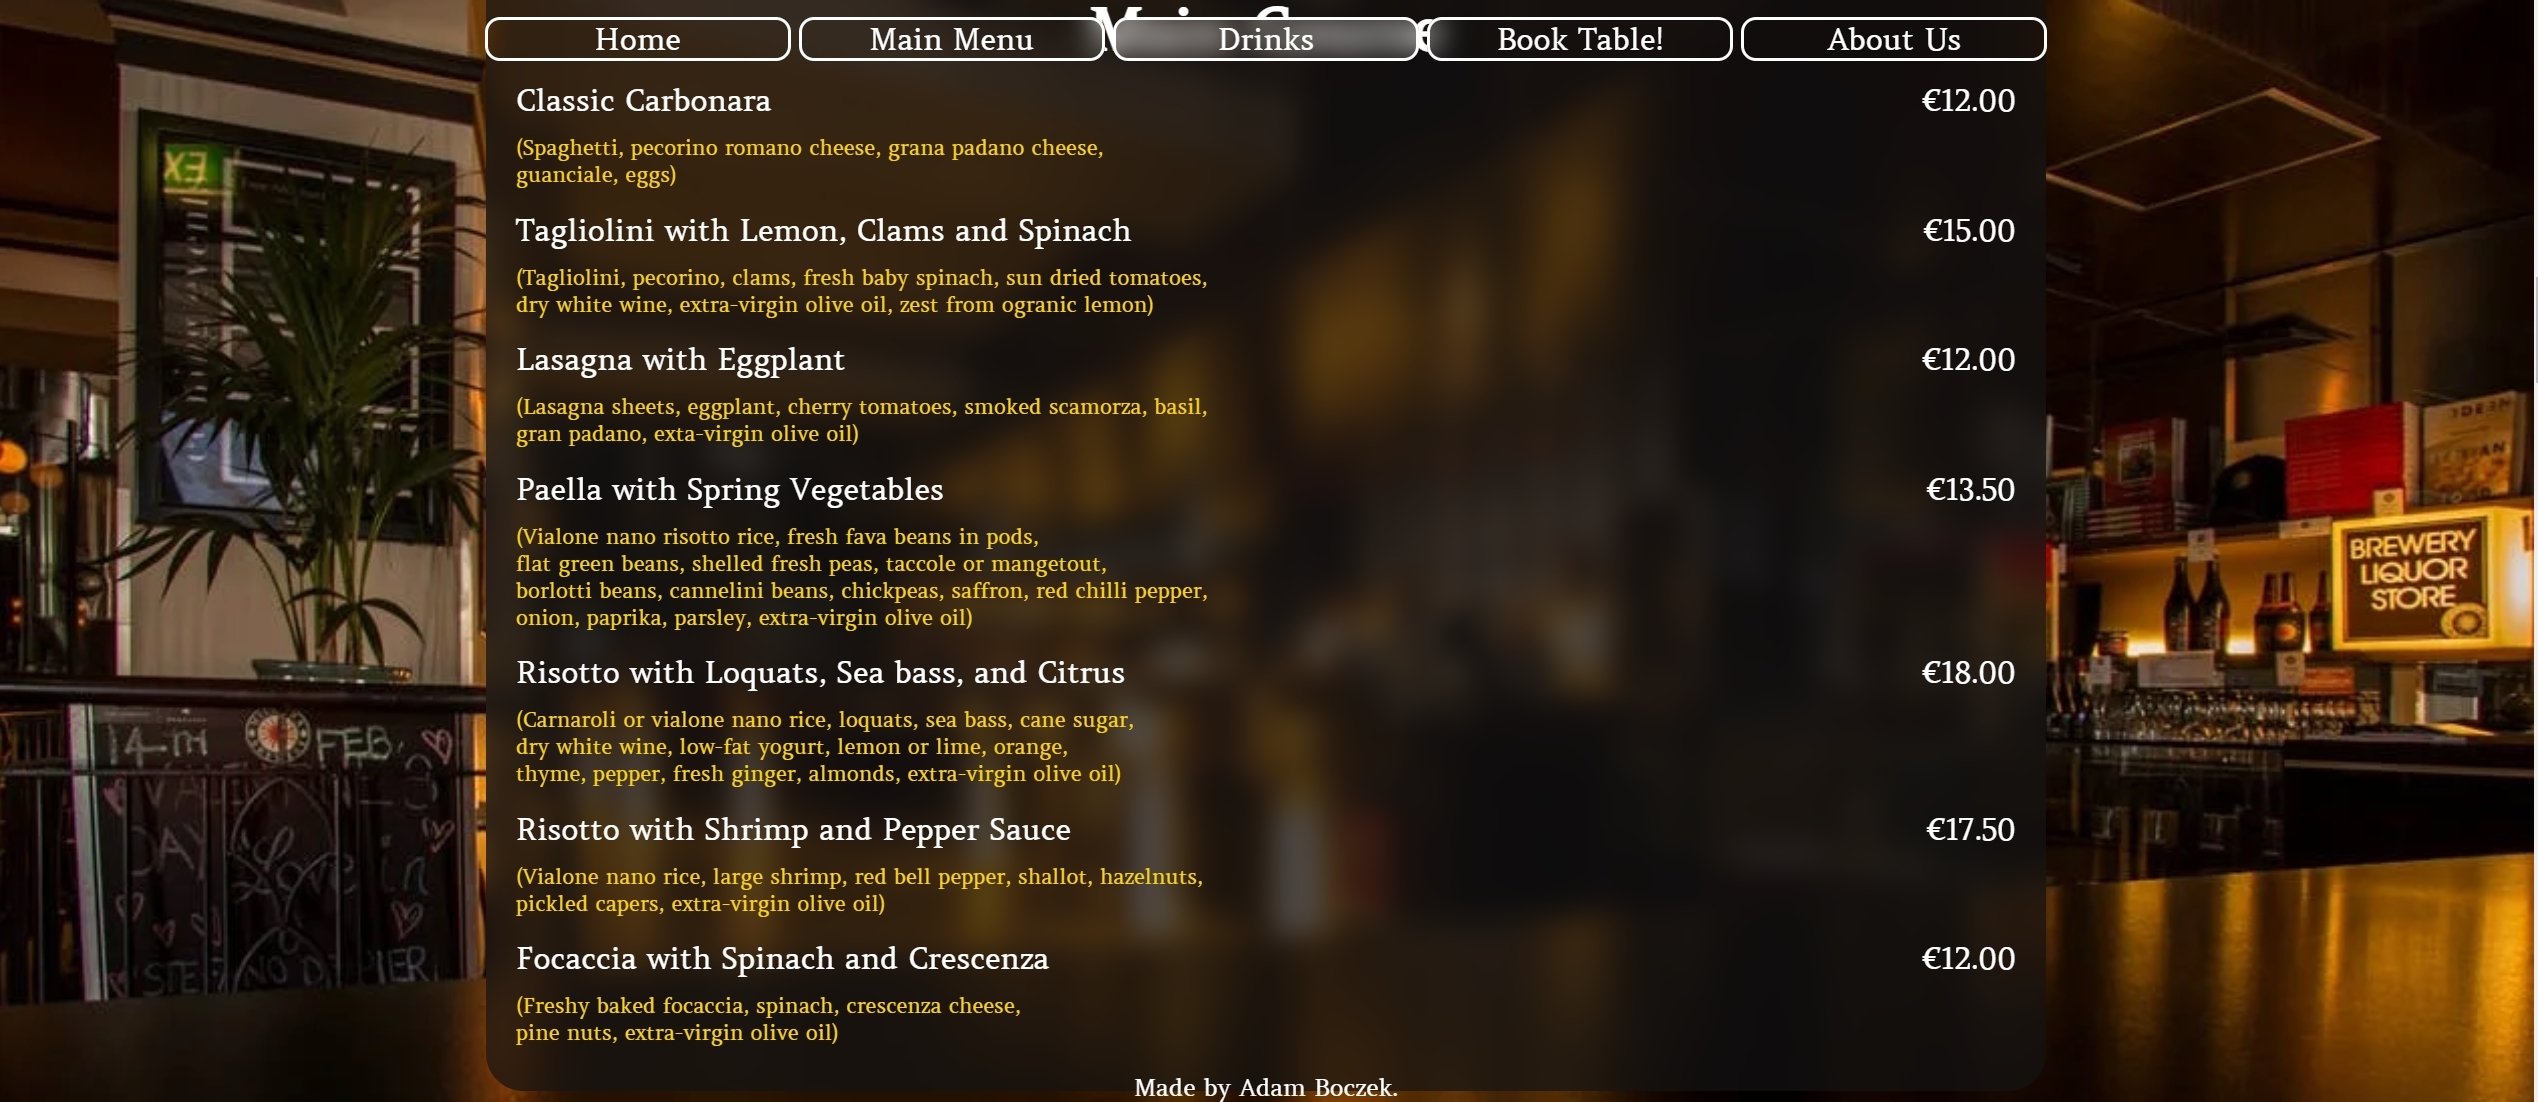 Home
Main Menu
Drinks
Book Table!
About Us
Classic Carbonara
€12.00
(Spaghetti, pecorino romano cheese, grana padano cheese,
guanciale, eggs)
Tagliolini with Lemon, Clams and Spinach
€15.00
(Tagliolini, pecorino, clams, fresh baby spinach, sun dried tomatoes,
dry white wine, extra-virgin olive oil, zest from ogranic lemon)
Lasagna with Eggplant
€12.00
(Lasagna sheets, eggplant, cherry tomatoes, smoked scamorza, basil,
gran padano, exta-virgin olive oil)
Paella with Spring Vegetables
€13.50
(Vialone nano risotto rice, fresh fava beans in pods,
flat green beans, shelled fresh peas, taccole or mangetout,
borlotti beans, cannelini beans, chickpeas, saffron, red chilli pepper,
onion, paprika, parsley, extra-virgin olive oil)
Risotto with Loquats, Sea bass, and Citrus
€18.00
(Carnaroli or vialone nano rice, loquats, sea bass, cane sugar,
dry white wine, low-fat yogurt, lemon or lime, orange,
thyme, pepper, fresh ginger, almonds, extra-virgin olive oil)
Risotto with Shrimp and Pepper Sauce
€17.50
(Vialone nano rice, large shrimp, red bell pepper, shallot, hazelnuts,
pickled capers, extra-virgin olive oil)
Focaccia with Spinach and Crescenza
€12.00
(Freshy baked focaccia, spinach, crescenza cheese,
pine nuts, extra-virgin olive oil)
Made by Adam Boczek.
14TH FEB.
BREWERY
LIQUOR
STORE